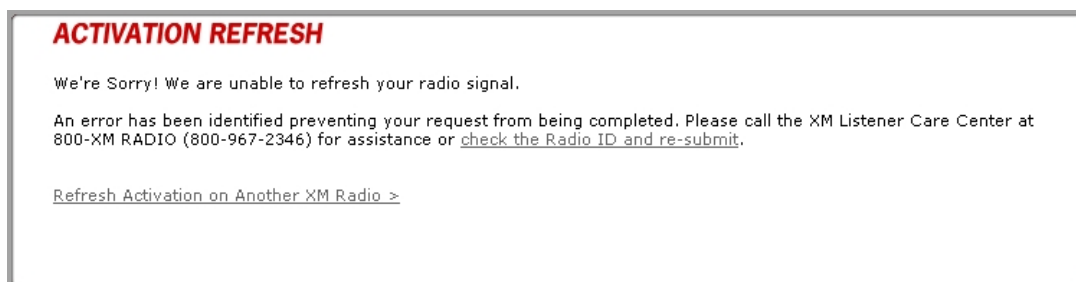 ACTIVATION REFRESH
We're Sorry! We are unable to refresh your radio signal.
An error has been identified preventing your request from being completed. Please call the XM Listener Care Center at
800-XM RADIO (800-967-2346) for assistance or check the Radio ID and re-submit.
Refresh Activation on Another XM Radio >